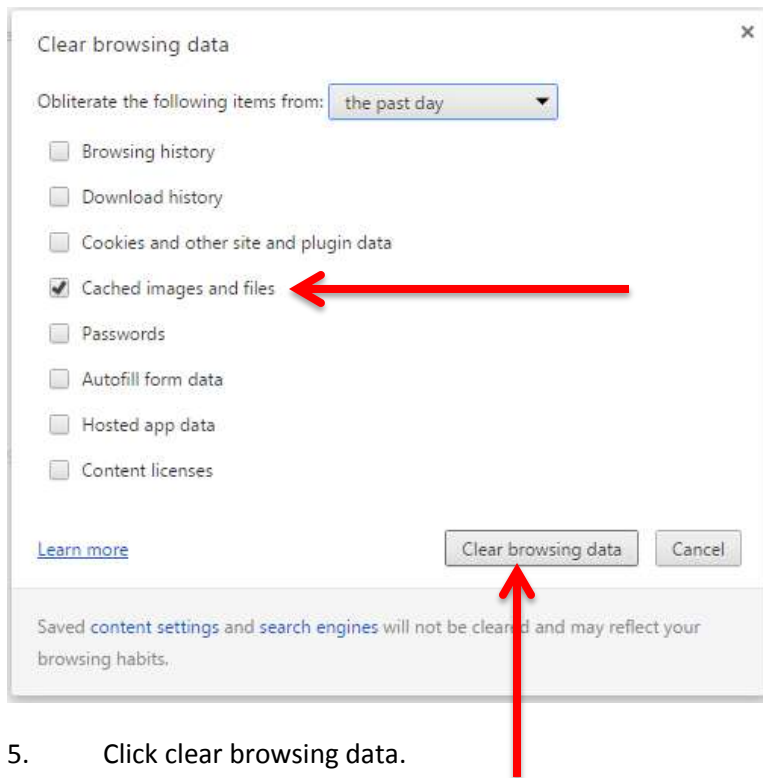 Clear browsing data
Obliterate the following items from: the past day
Browsing history
Download history
Cookies and other site and plugin data
Cached images and files
Passwords
Autofill form data
Hosted app data
Content licenses
Learn more Clear browsing data Cancel
Saved content settings and search engines will not be cleared and may reflect your
browsing habits.
5. Click clear browsing data.